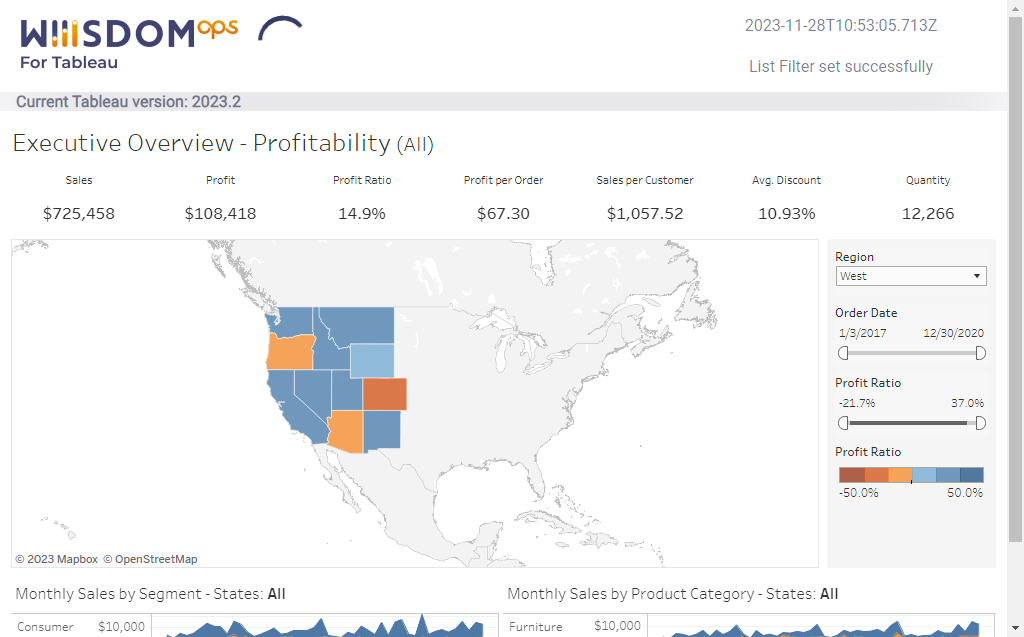 WIIISDOM ops
For Tableau
2023-11-28T10:53:05.713Z
List Filter set successfully
Current Tableau version: 2023.2
Executive Overview - Profitability (All)
Sales Profit Profit Ratio Profit per Order Sales per Customer Avg. Discount Quantity
$725,458 $108,418 14.9% $67.30 $1,057.52 10.93% 12,266
Region
West
Order Date
1/3/2017 12/30/2020
Profit Ratio
-21.7% 37.0%
Profit Ratio
-50.0% 50.0%
© 2023 Mapbox © OpenStreetMap
Monthly Sales by Segment - States: All
Consumer $10,000
Monthly Sales by Product Category - States: All
Furniture $10,000